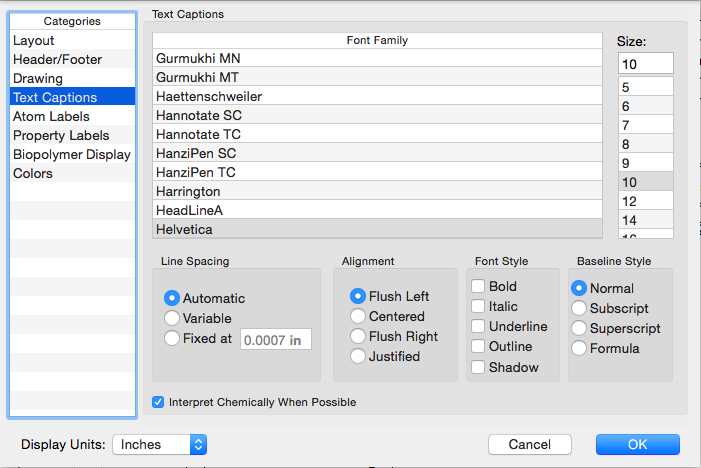 Categories
Layout
Header/Footer
Drawing
Text Captions
Atom Labels
Property Labels
Biopolymer Display
Colors
Text Captions
Font Family
Gurmukhi MN
Gurmukhi MT
Haettenschweiler
Hannotate SC
Hannotate TC
HanziPen SC
HanziPen TC
Harrington
HeadLineA
Helvetica
Size:
10
5
6
7
8
9
10
12
14
16
Line Spacing
Automatic
Variable
Fixed at 0.0007 in
Alignment
Flush Left
Centered
Flush Right
Justified
Font Style
Bold
Italic
Underline
Outline
Shadow
Baseline Style
Normal
Subscript
Superscript
Formula
Interpret Chemically When Possible
Display Units: Inches
Cancel
OK